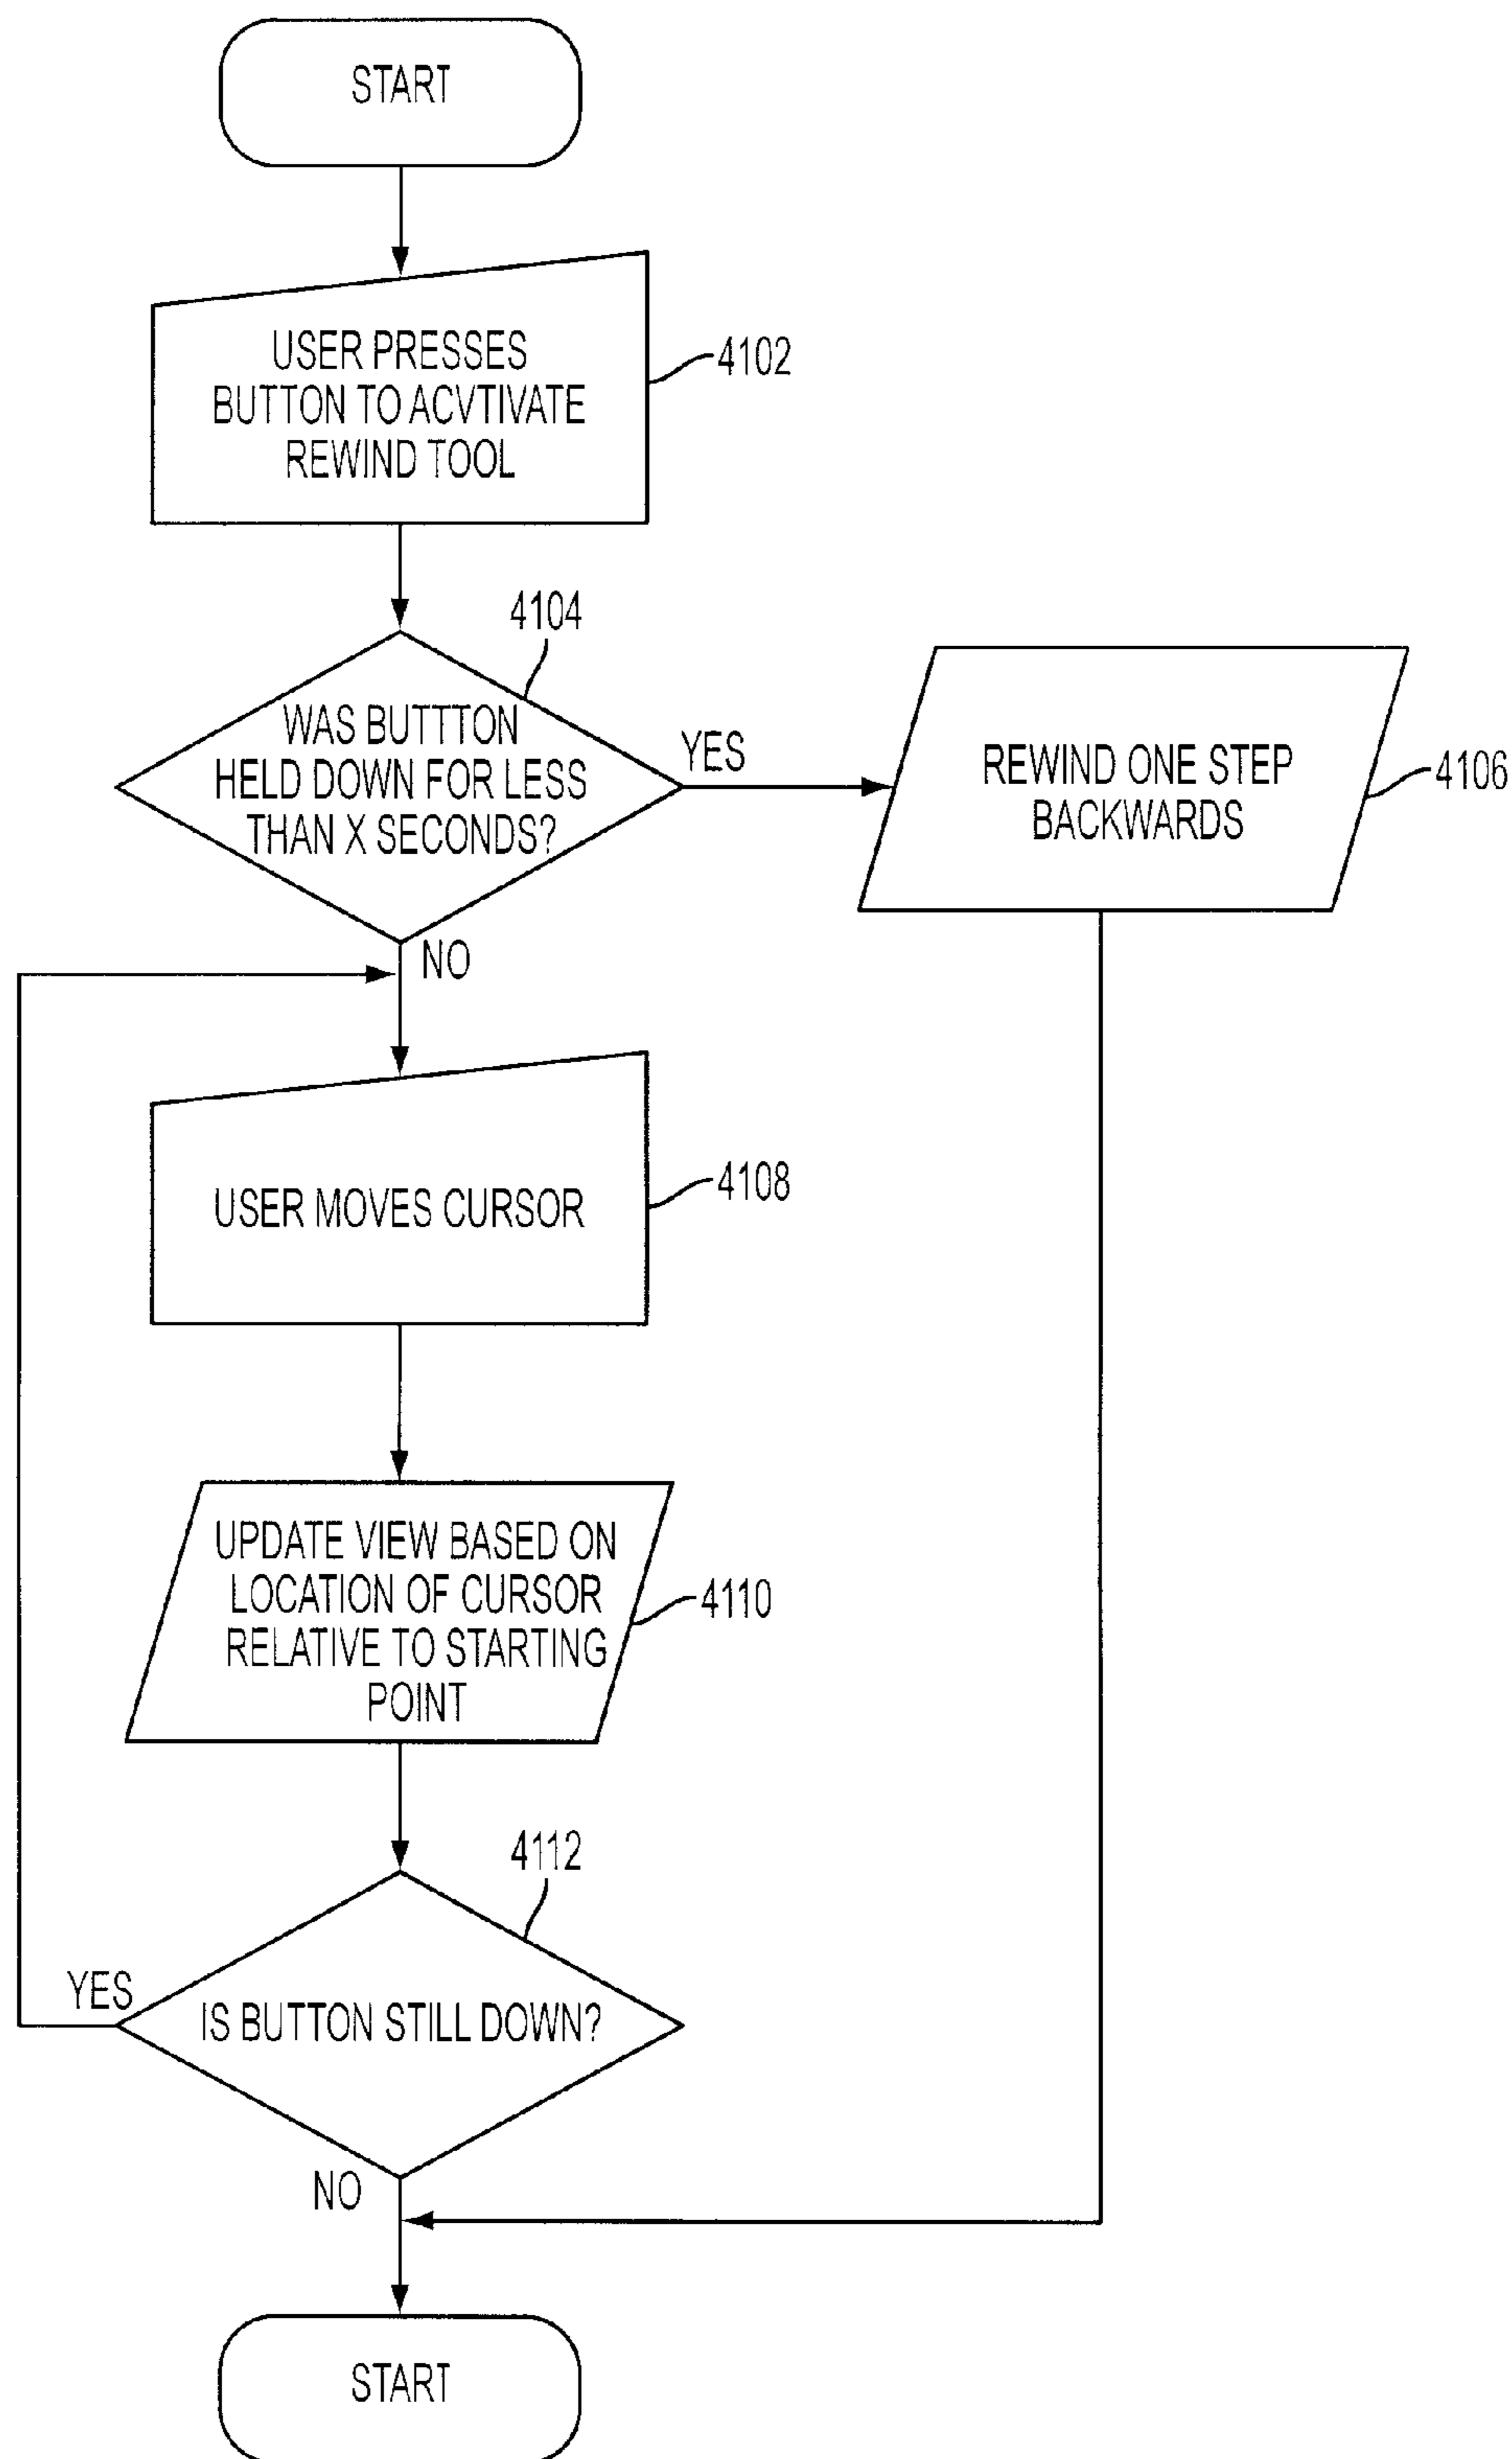 START
USER PRESSES
BUTTON TO ACVTIVATE
REWIND TOOL
4102
4104
WAS BUTTTON
HELD DOWN FOR LESS
THAN X SECONDS?
YES
REWIND ONE STEP
BACKWARDS
4106
NO
USER MOVES CURSOR
4108
UPDATE VIEW BASED ON
LOCATION OF CURSOR
RELATIVE TO STARTING
POINT
4110
4112
IS BUTTON STILL DOWN?
YES
NO
START